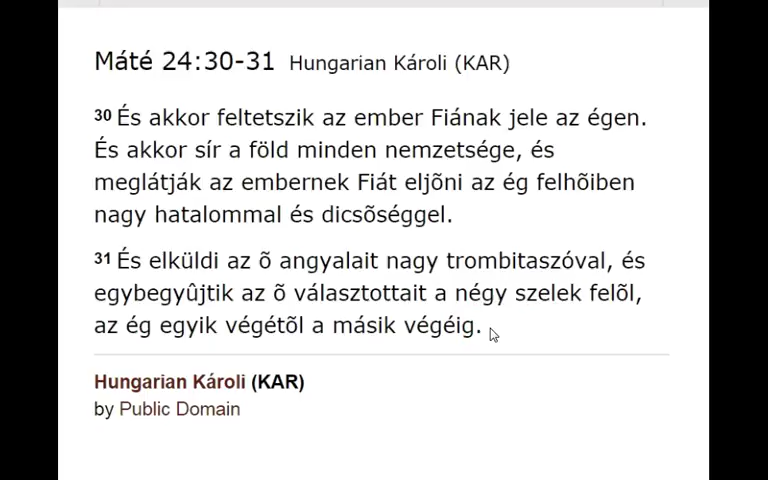 Máté 24:30-31 Hungarian Károli (KAR)
30 És akkor feltetszik az ember Fiának jele az égen.
És akkor sír a föld minden nemzetsége, és
meglátják az embernek Fiát eljõni az ég felhõiben
nagy hatalommal és dicsõséggel.
31 És elküldi az õ angyalait nagy trombitaszóval, és
egybegyûjtik az õ választottait a négy szelek felõl,
az ég egyik végétõl a másik végéig.
Hungarian Károli (KAR)
by Public Domain